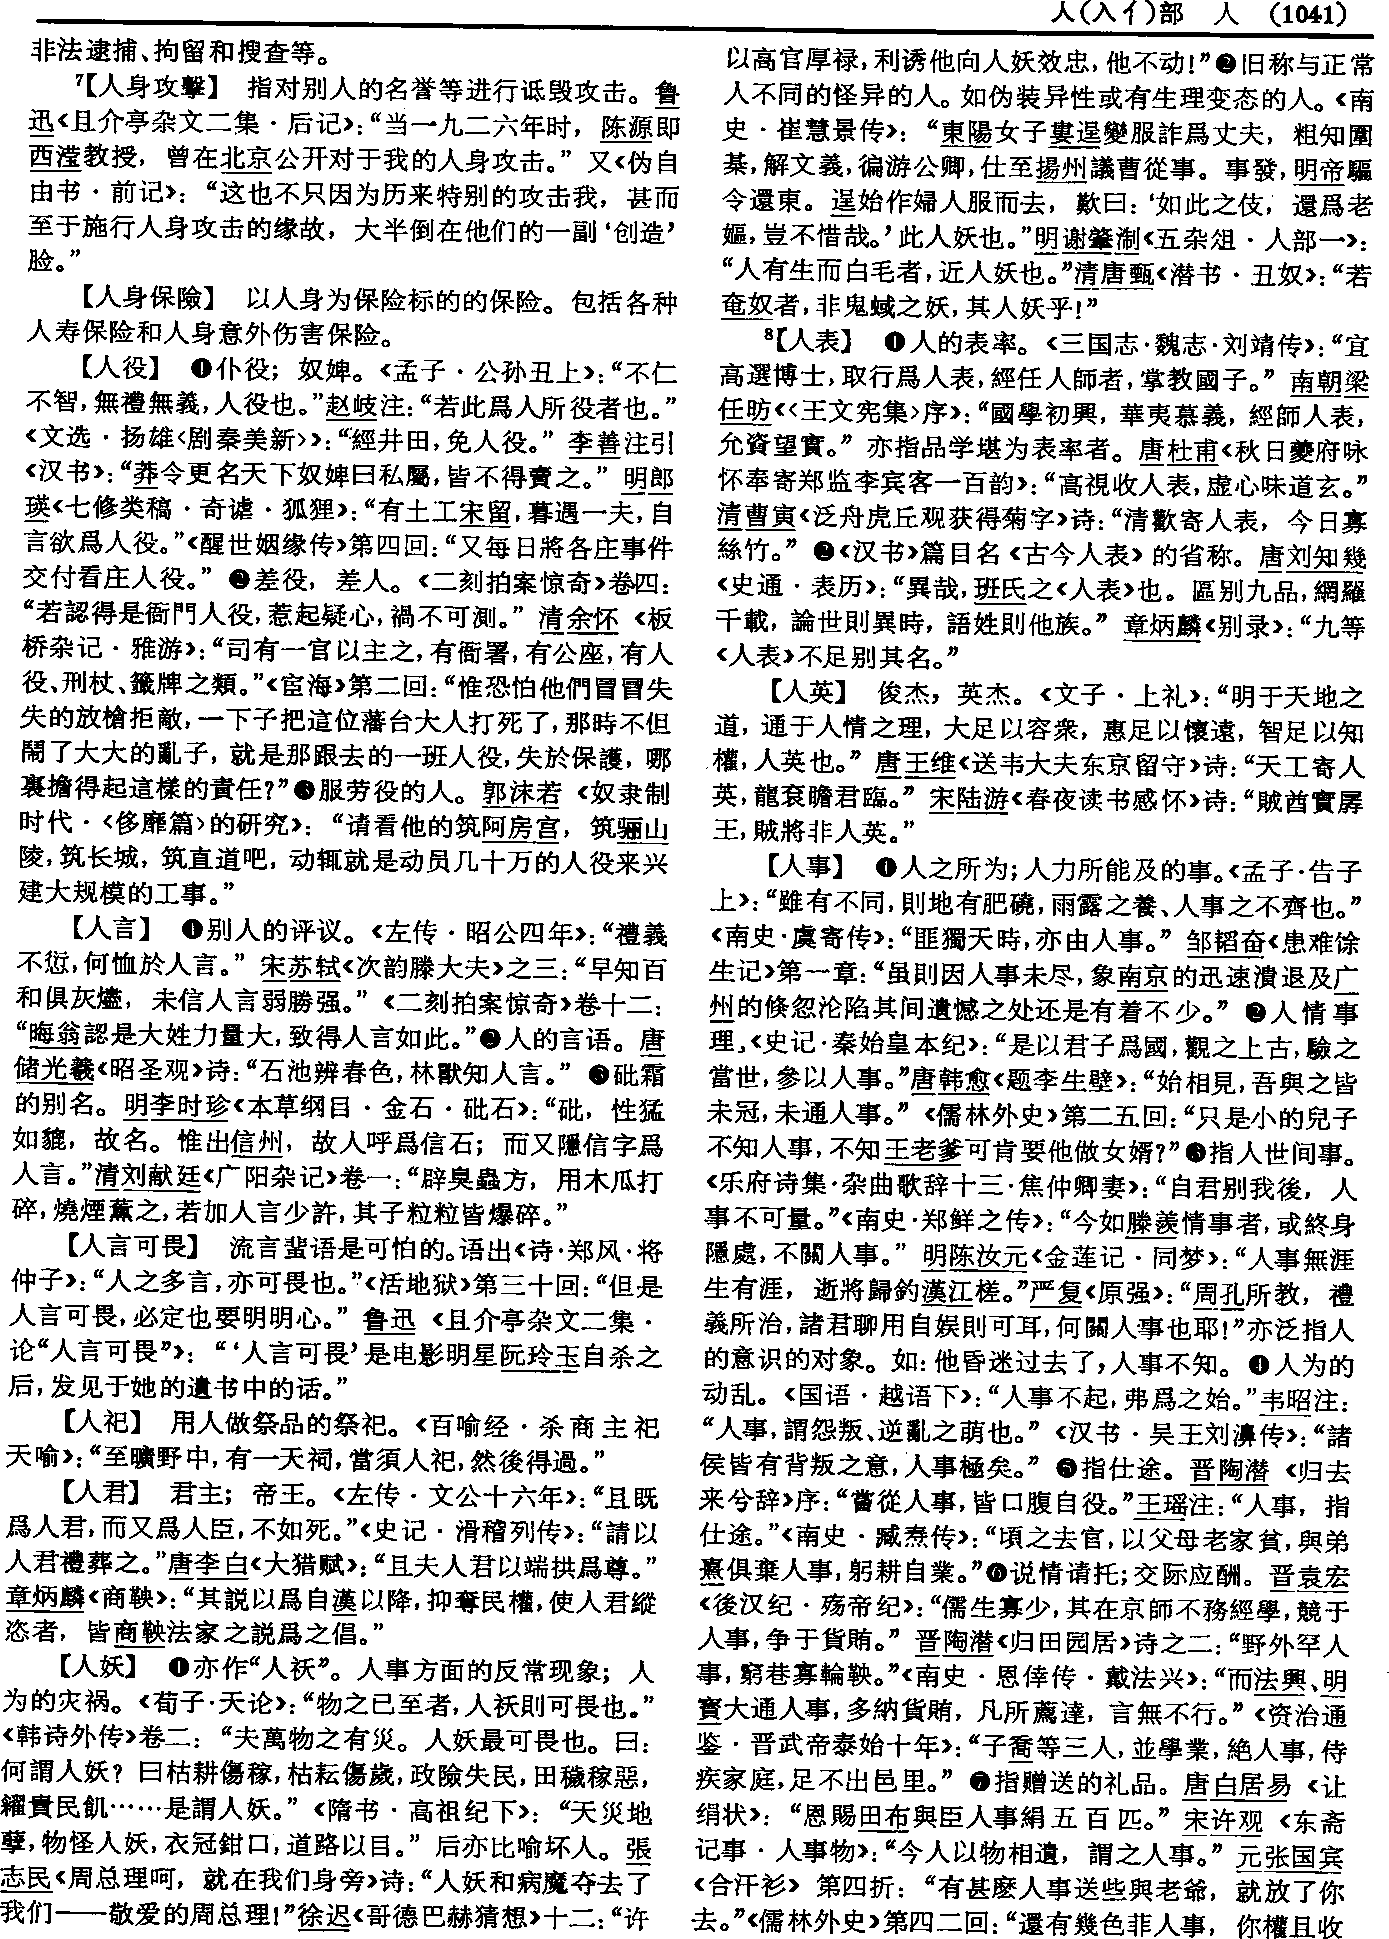 人(入亻)部　人　(1041)
非法逮捕、拘留和搜查等。
⁷【人身攻擊】　指对别人的名誉等进行诋毁攻击。鲁
迅《且介亭杂文二集·后记》：“当一九二六年时，陈源即
西滢教授，曾在北京公开对于我的人身攻击。”又《伪自
由书·前记》：“这也不只因为历来特别的攻击我，甚而
至于施行人身攻击的缘故，大半倒在他们的一副‘创造’
脸。”
【人身保險】　以人身为保险标的的保险。包括各种
人寿保险和人身意外伤害保险。
【人役】　❶仆役；奴婢。《孟子·公孙丑上》：“不仁
不智，無禮無義，人役也。”赵岐注：“若此爲人所役者也。”
《文选·扬雄〈剧秦美新〉》：“經井田，免人役。”李善注引
《汉书》：“莽令更名天下奴婢曰私屬，皆不得賣之。”明郎
瑛《七修类稿·奇谑·狐狸》：“有土工宋留，暮遇一夫，自
言欲爲人役。”《醒世姻缘传》第四回：“又每日將各庄事件
交付看庄人役。”❷差役，差人。《二刻拍案惊奇》卷四：
“若認得是衙門人役，惹起疑心，禍不可測。”清余怀《板
桥杂记·雅游》：“司有一官以主之，有衙署，有公座，有人
役、刑杖、籤牌之類。”《宦海》第二回：“惟恐怕他們冒冒失
失的放槍拒敵，一下子把這位藩台大人打死了，那時不但
鬧了大大的亂子，就是那跟去的一班人役，失於保護，哪
裏擔得起這樣的責任？”❸服劳役的人。郭沫若《奴隶制
时代·〈侈靡篇〉的研究》：“请看他的筑阿房宫，筑骊山
陵，筑长城，筑直道吧，动辄就是动员几十万的人役来兴
建大规模的工事。”
【人言】　❶别人的评议。《左传·昭公四年》：“禮義
不愆，何恤於人言。”宋苏轼《次韵滕大夫》之三：“早知百
和俱灰燼，未信人言弱勝强。”《二刻拍案惊奇》卷十二：
“晦翁認是大姓力量大，致得人言如此。”❷人的言语。唐
储光羲《昭圣观》诗：“石池辨春色，林獸知人言。”❸砒霜
的别名。明李时珍《本草纲目·金石·砒石》：“砒，性猛
如貔，故名。惟出信州，故人呼爲信石；而又隱信字爲
人言。”清刘献廷《广阳杂记》卷一：“辟臭蟲方，用木瓜打
碎，燒煙薰之，若加人言少許，其子粒粒皆爆碎。”
【人言可畏】　流言蜚语是可怕的。语出《诗·郑风·将
仲子》：“人之多言，亦可畏也。”《活地狱》第三十回：“但是
人言可畏，必定也要明明心。”鲁迅《且介亭杂文二集·
论“人言可畏”》：“‘人言可畏’是电影明星阮玲玉自杀之
后，发见于她的遗书中的话。”
【人祀】　用人做祭品的祭祀。《百喻经·杀商主祀
天喻》：“至曠野中，有一天祠，當須人祀，然後得過。”
【人君】　君主；帝王。《左传·文公十六年》：“且既
爲人君，而又爲人臣，不如死。”《史记·滑稽列传》：“請以
人君禮葬之。”唐李白《大猎赋》：“且夫人君以端拱爲尊。”
章炳麟《商鞅》：“其説以爲自漢以降，抑奪民權，使人君縱
恣者，皆商鞅法家之説爲之倡。”
【人妖】　❶亦作“人祅”。人事方面的反常现象；人
为的灾祸。《荀子·天论》：“物之已至者，人祅則可畏也。”
《韩诗外传》卷二：“夫萬物之有災。人妖最可畏也。曰：
何謂人妖？曰枯耕傷稼，枯耘傷歲，政險失民，田穢稼惡，
糴貴民飢……是謂人妖。”《隋书·高祖纪下》：“天災地
孽，物怪人妖，衣冠鉗口，道路以目。”后亦比喻坏人。張
志民《周总理呵，就在我们身旁》诗：“人妖和病魔夺去了
我们——敬爱的周总理！”徐迟《哥德巴赫猜想》十二：“许
以高官厚禄，利诱他向人妖效忠，他不动！”❷旧称与正常
人不同的怪异的人。如伪装异性或有生理变态的人。《南
史·崔慧景传》：“東陽女子婁逞變服詐爲丈夫，粗知圍
棊，解文義，徧游公卿，仕至揚州議曹從事。事發，明帝驅
令還東。逞始作婦人服而去，歎曰：‘如此之伎，還爲老
嫗，豈不惜哉。’此人妖也。”明谢肇淛《五杂俎·人部一》：
“人有生而白毛者，近人妖也。”清唐甄《潜书·丑奴》：“若
奄奴者，非鬼蜮之妖，其人妖乎！”
⁸【人表】　❶人的表率。《三国志·魏志·刘靖传》：“宜
高選博士，取行爲人表，經任人師者，掌教國子。”南朝梁
任昉《〈王文宪集〉序》：“國學初興，華夷慕義，經師人表，
允資望實。”亦指品学堪为表率者。唐杜甫《秋日夔府咏
怀奉寄郑监李宾客一百韵》：“高視收人表，虚心味道玄。”
清曹寅《泛舟虎丘观获得菊字》诗：“清歡寄人表，今日寡
絲竹。”❷《汉书》篇目名《古今人表》的省称。唐刘知幾
《史通·表历》：“異哉，班氏之《人表》也。區别九品，網羅
千載，論世則異時，語姓則他族。”章炳麟《别录》：“九等
《人表》不足别其名。”
【人英】　俊杰，英杰。《文子·上礼》：“明于天地之
道，通于人情之理，大足以容衆，惠足以懷遠，智足以知
權，人英也。”唐王维《送韦大夫东京留守》诗：“天工寄人
英，龍衮瞻君臨。”宋陆游《春夜读书感怀》诗：“賊酋實孱
王，賊將非人英。”
【人事】　❶人之所为；人力所能及的事。《孟子·告子
上》：“雖有不同，則地有肥磽，雨露之養、人事之不齊也。”
《南史·虞寄传》：“匪獨天時，亦由人事。”邹韬奋《患难馀
生记》第一章：“虽則因人事未尽，象南京的迅速溃退及广
州的倏忽沦陷其间遗憾之处还是有着不少。”❷人情事
理。《史记·秦始皇本纪》：“是以君子爲國，觀之上古，驗之
當世，參以人事。”唐韩愈《题李生壁》：“始相見，吾與之皆
未冠，未通人事。”《儒林外史》第二五回：“只是小的兒子
不知人事，不知王老爹可肯要他做女婿？”❸指人世间事。
《乐府诗集·杂曲歌辞十三·焦仲卿妻》：“自君别我後，人
事不可量。”《南史·郑鲜之传》：“今如滕羡情事者，或終身
隱處，不關人事。”明陈汝元《金莲记·同梦》：“人事無涯
生有涯，逝將歸釣漢江槎。”严复《原强》：“周孔所教，禮
義所治，諸君聊用自娱則可耳，何關人事也耶！”亦泛指人
的意识的对象。如：他昏迷过去了，人事不知。❹人为的
动乱。《国语·越语下》：“人事不起，弗爲之始。”韦昭注：
“人事，謂怨叛、逆亂之萌也。”《汉书·吴王刘濞传》：“諸
侯皆有背叛之意，人事極矣。”❺指仕途。晋陶潜《归去
来兮辞》序：“嘗從人事，皆口腹自役。”王瑶注：“人事，指
仕途。”《南史·臧焘传》：“頃之去官，以父母老家貧，與弟
熹俱棄人事，躬耕自業。”❻说情请托；交际应酬。晋袁宏
《後汉纪·殇帝纪》：“儒生寡少，其在京師不務經學，競于
人事，争于貨賄。”晋陶潜《归田园居》诗之二：“野外罕人
事，窮巷寡輪鞅。”《南史·恩倖传·戴法兴》：“而法興、明
寶大通人事，多納貨賄，凡所薦達，言無不行。”《资治通
鉴·晋武帝泰始十年》：“子喬等三人，並學業，絶人事，侍
疾家庭，足不出邑里。”❼指赠送的礼品。唐白居易《让
绢状》：“恩賜田布與臣人事絹五百匹。”宋许观《东斋
记事·人事物》：“今人以物相遺，謂之人事。”元张国宾
《合汗衫》第四折：“有甚麽人事送些與老爺，就放了你
去。”《儒林外史》第四二回：“還有幾色菲人事，你權且收